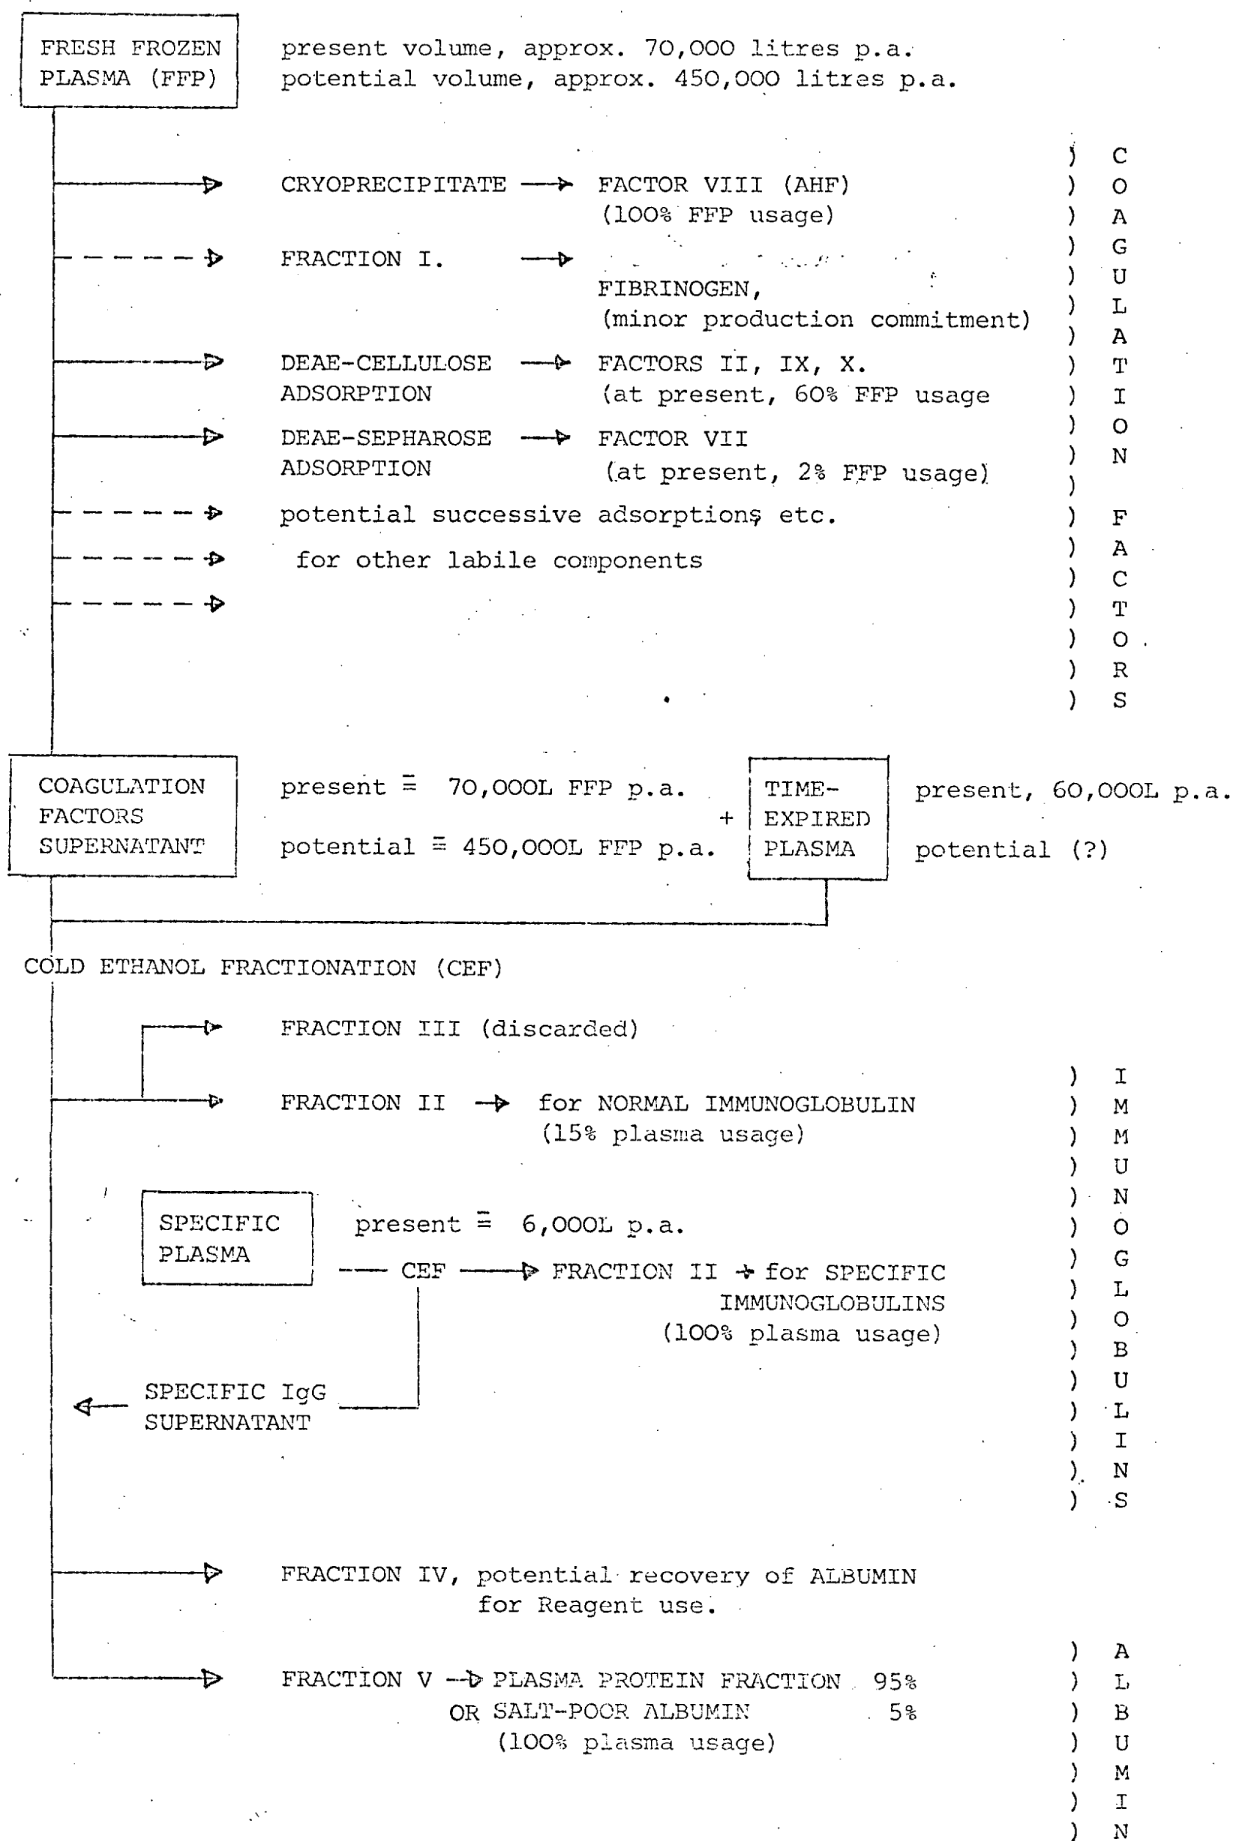 FRESH FROZEN present volume, approx. 70,000 litres p.a.
PLASMA (FFP) potential volume, approx. 450,000 litres p.a.
CRYOPRECIPITATE → FACTOR VIII (AHF)
(100% FFP usage)
FRACTION I. →
FIBRINOGEN,
(minor production commitment)
DEAE-CELLULOSE → FACTORS II, IX, X.
ADSORPTION (at present, 60% FFP usage
DEAE-SEPHAROSE → FACTOR VII
ADSORPTION (at present, 2% FFP usage)
potential successive adsorptions etc.
for other labile components
COAGULATION FACTORS
COAGULATION present ≡ 70,000L FFP p.a. TIME- present, 60,000L p.a.
FACTORS + EXPIRED
SUPERNATANT potential ≡ 450,000L FFP p.a. PLASMA potential (?)
COLD ETHANOL FRACTIONATION (CEF)
FRACTION III (discarded)
FRACTION II → for NORMAL IMMUNOGLOBULIN
(15% plasma usage)
SPECIFIC present ≡ 6,000L p.a.
PLASMA
CEF → FRACTION II → for SPECIFIC
IMMUNOGLOBULINS
(100% plasma usage)
SPECIFIC IgG
SUPERNATANT
IMMUNOGLOBULINS
FRACTION IV, potential recovery of ALBUMIN
for Reagent use.
FRACTION V → PLASMA PROTEIN FRACTION 95%
OR SALT-POOR ALBUMIN 5%
(100% plasma usage)
ALBUMIN